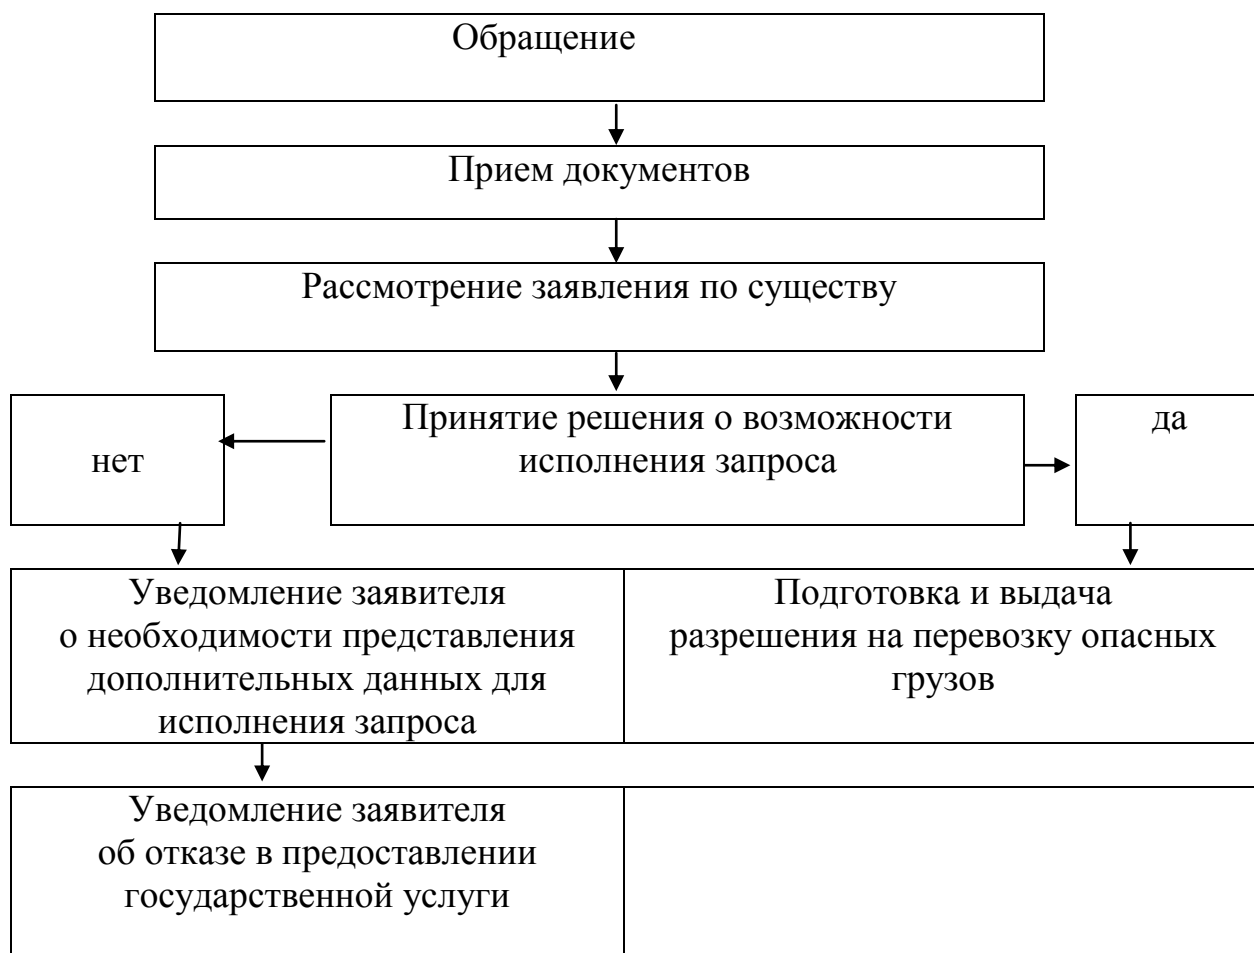 Обращение
Прием документов
Рассмотрение заявления по существу
Принятие решения о возможности
исполнения запроса
нет
да
Уведомление заявителя
о необходимости представления
дополнительных данных для
исполнения запроса
Подготовка и выдача
разрешения на перевозку опасных
грузов
Уведомление заявителя
об отказе в предоставлении
государственной услуги